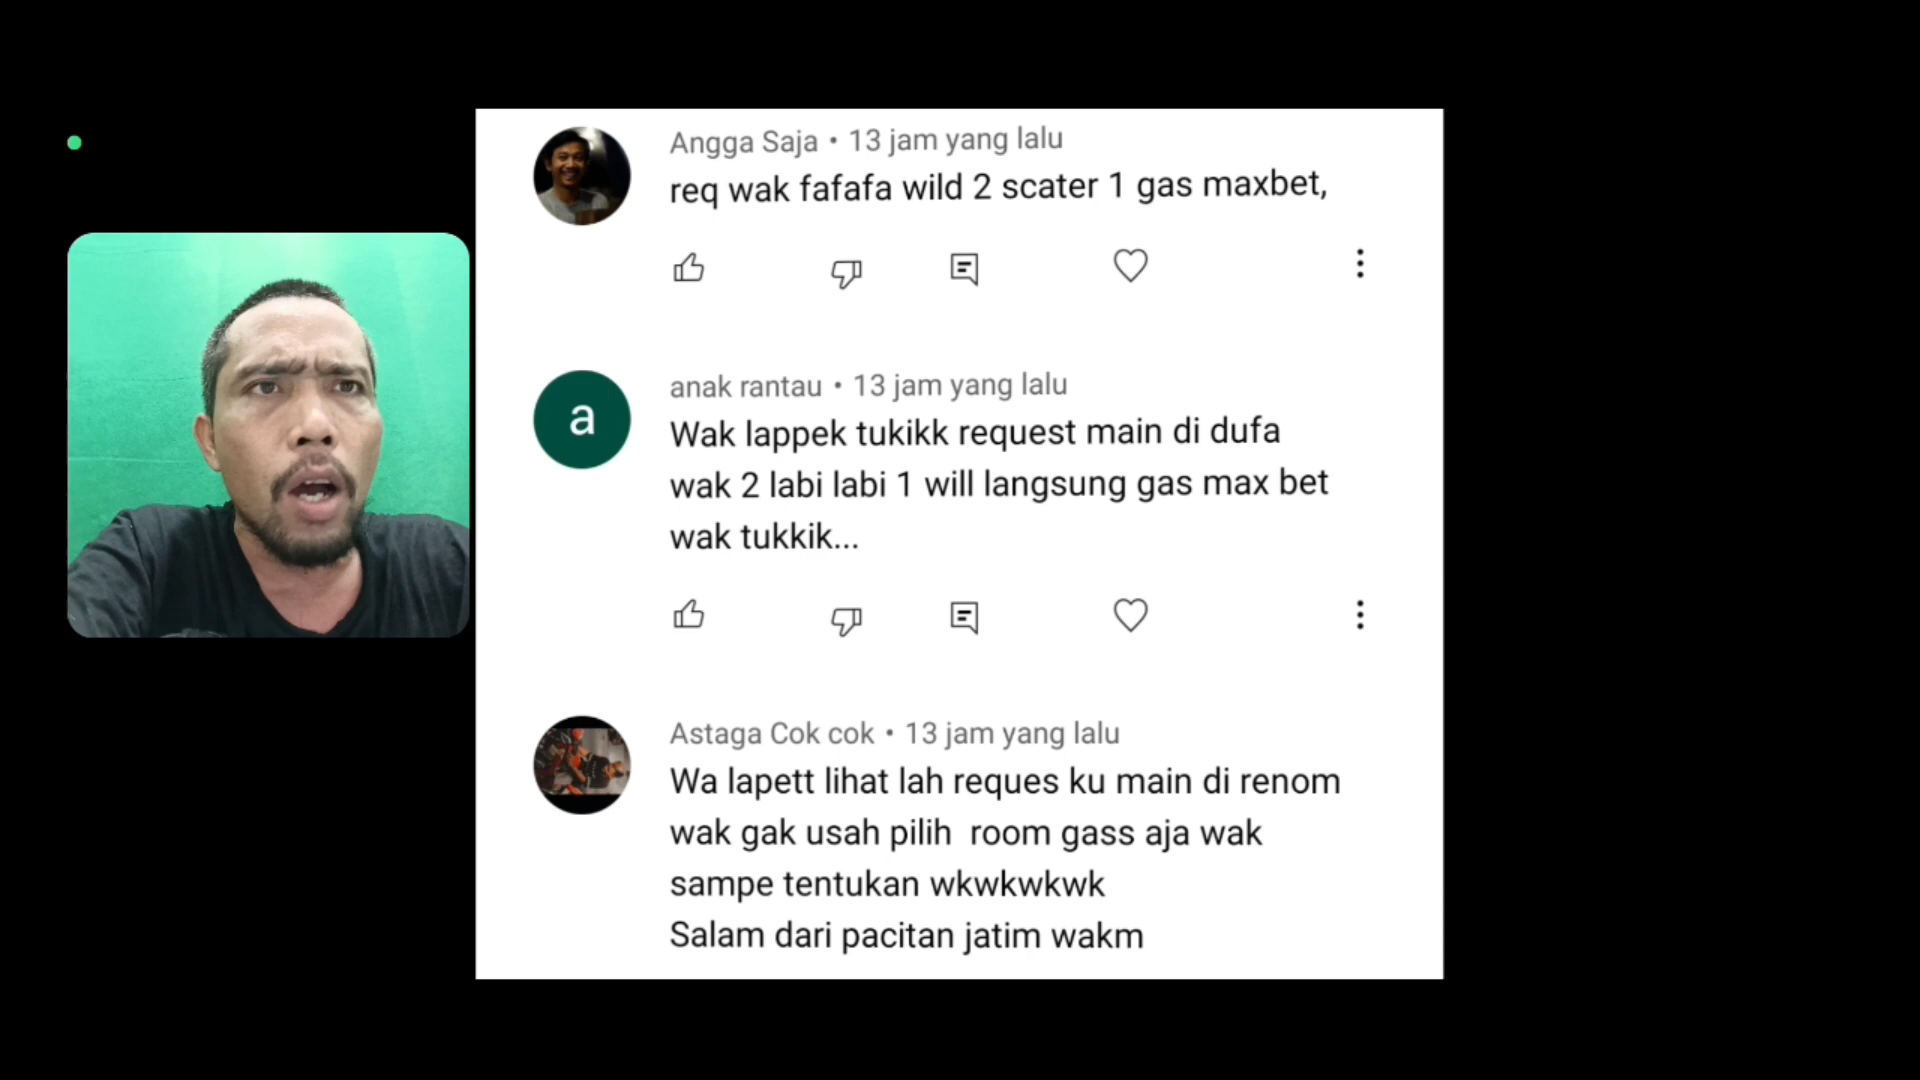 Angga Saja • 13 jam yang lalu
req wak fafafa wild 2 scater 1 gas maxbet,
a
anak rantau • 13 jam yang lalu
Wak lappek tukikk request main di dufa
wak 2 labi labi 1 will langsung gas max bet
wak tukkik...
Astaga Cok cok • 13 jam yang lalu
Wa lapett lihat lah reques ku main di renom
wak gak usah pilih room gass aja wak
sampe tentukan wkwkwkwk
Salam dari pacitan jatim wakm